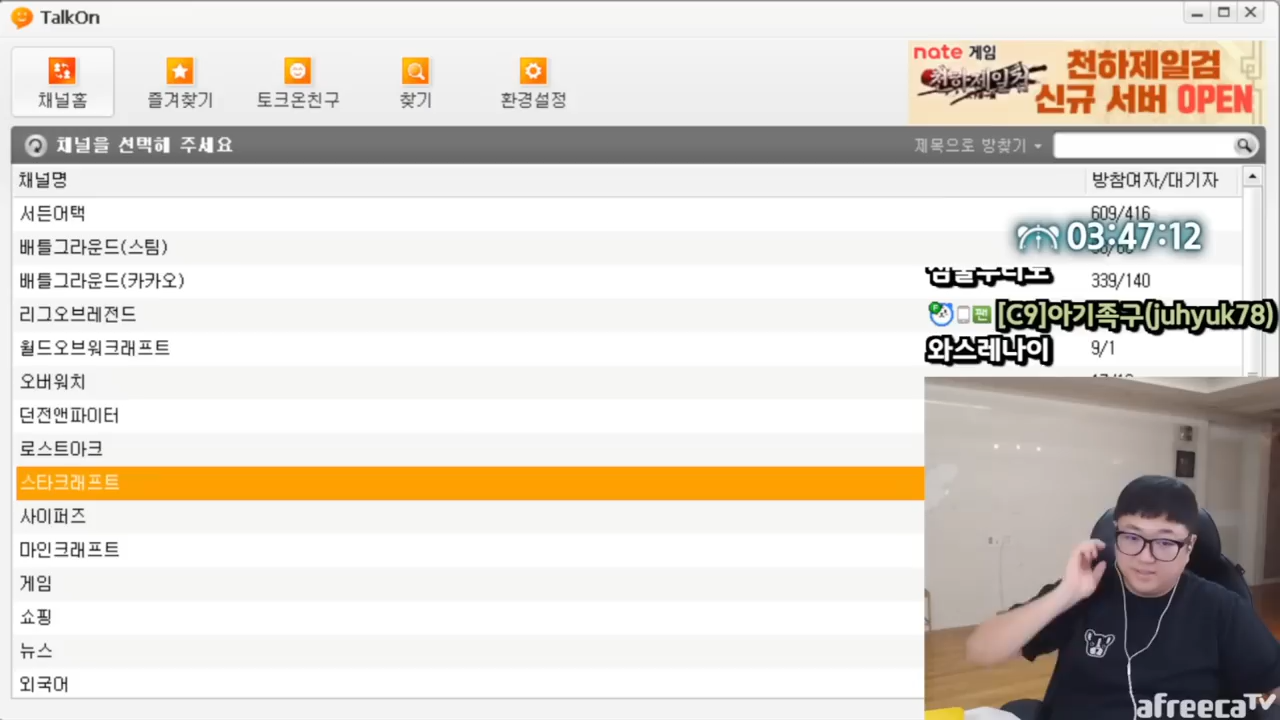 TalkOn
채널홈
즐겨찾기
토크온친구
찾기
환경설정
nate 게임
천하제일검
천하제일검
신규 서버 OPEN
채널을 선택해 주세요
제목으로 방찾기
채널명
방참여자/대기자
서든어택
609/416
03:47:12
배틀그라운드(스팀)
배틀그라운드(카카오)
339/140
리그오브레전드
[C9]아기족구(juhyuk78)
팬
와스레나이
월드오브워크래프트
9/1
오버워치
던전앤파이터
로스트아크
스타크래프트
사이퍼즈
마인크래프트
게임
쇼핑
뉴스
외국어
afreecaTV